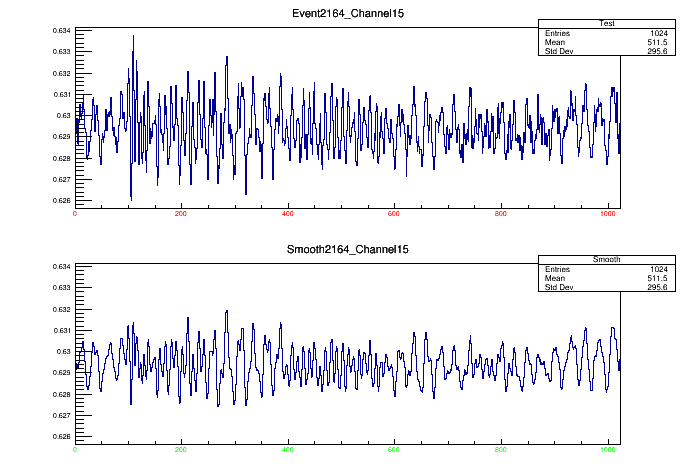 Event2164_Channel15
Test
Entries 1024
Mean 511.5
Std Dev 295.6
0.634
0.633
0.632
0.631
0.63
0.629
0.628
0.627
0.626
0 200 400 600 800 1000
Smooth2164_Channel15
Smooth
Entries 1024
Mean 511.5
Std Dev 295.6
0.634
0.633
0.632
0.631
0.63
0.629
0.628
0.627
0.626
0 200 400 600 800 1000